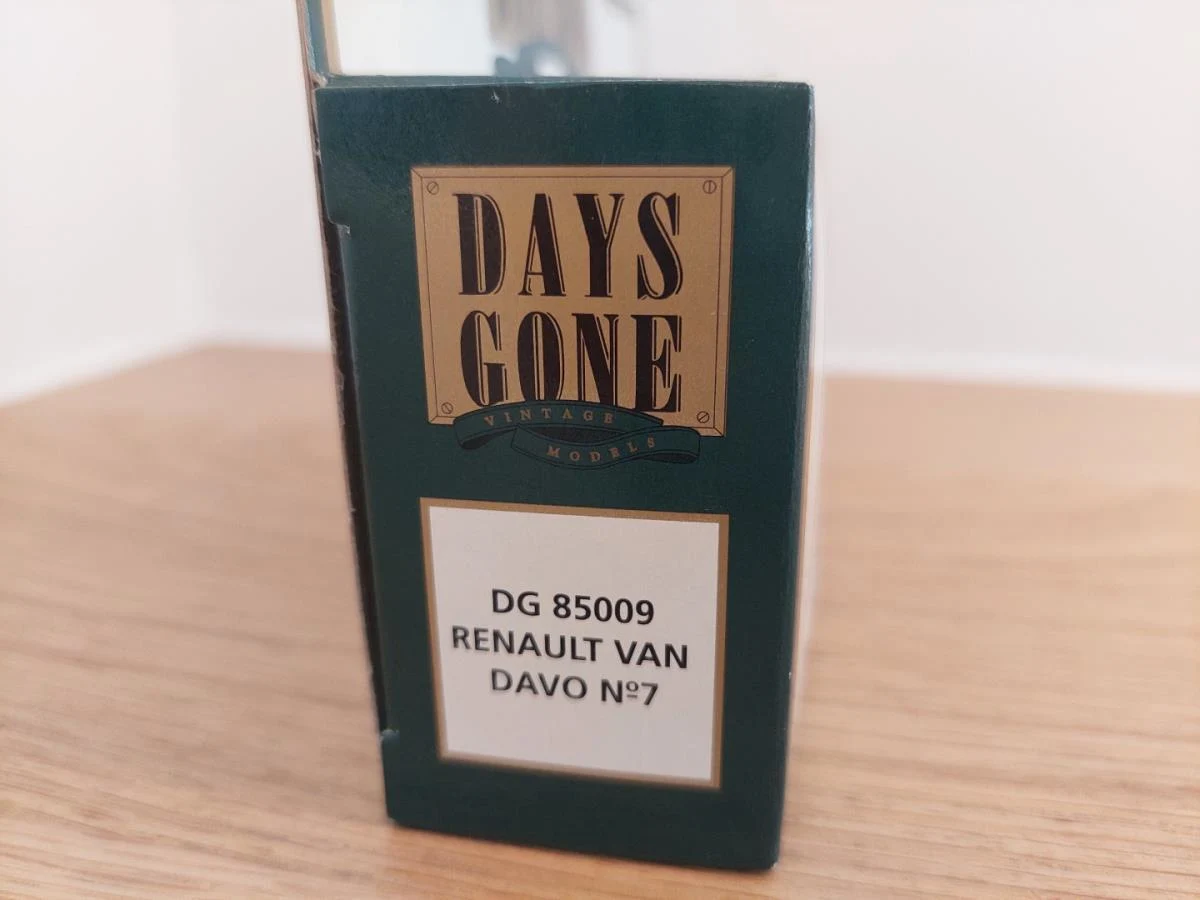 DAYS
GONE
VINTAGE
MODELS
DG 85009
RENAULT VAN
DAVO Nº7